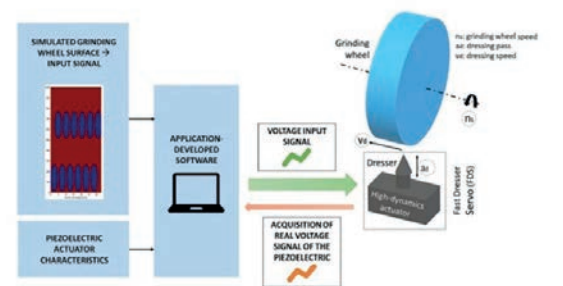 SIMULATED GRINDING
WHEEL SURFACE →
INPUT SIGNAL
PIEZOELECTRIC
ACTUATOR
CHARACTERISTICS
APPLICATION-
DEVELOPED
SOFTWARE
VOLTAGE INPUT
SIGNAL
ACQUISITION OF
REAL VOLTAGE
SIGNAL OF THE
PIEZOELECTRIC
Grinding
wheel
ns: grinding wheel speed
ad: dressing pass
vd: dressing speed
ns
Vd
Dresser
ad
High-dynamics
actuator
Fast Dresser
Servo (FDS)